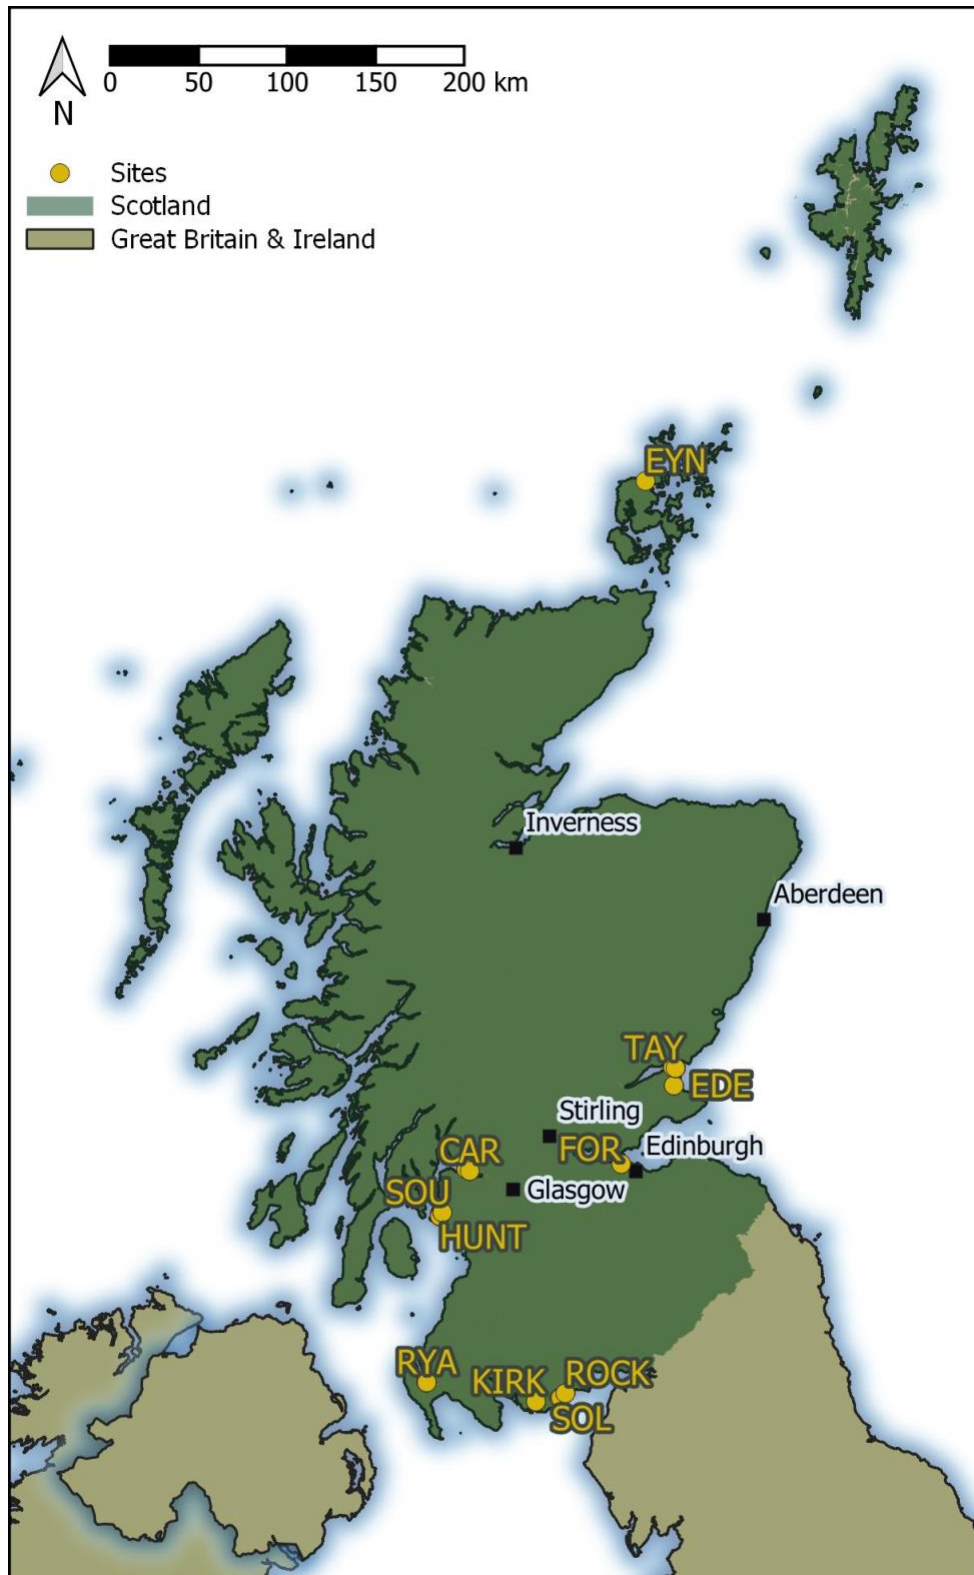 0 50 100 150 200 km
N
Sites
Scotland
Great Britain & Ireland
EYN
Inverness
Aberdeen
TAY
EDE
Stirling
FOR
Edinburgh
CAR
Glasgow
SOU
HUNT
RYA
KIRK
ROCK
SOL